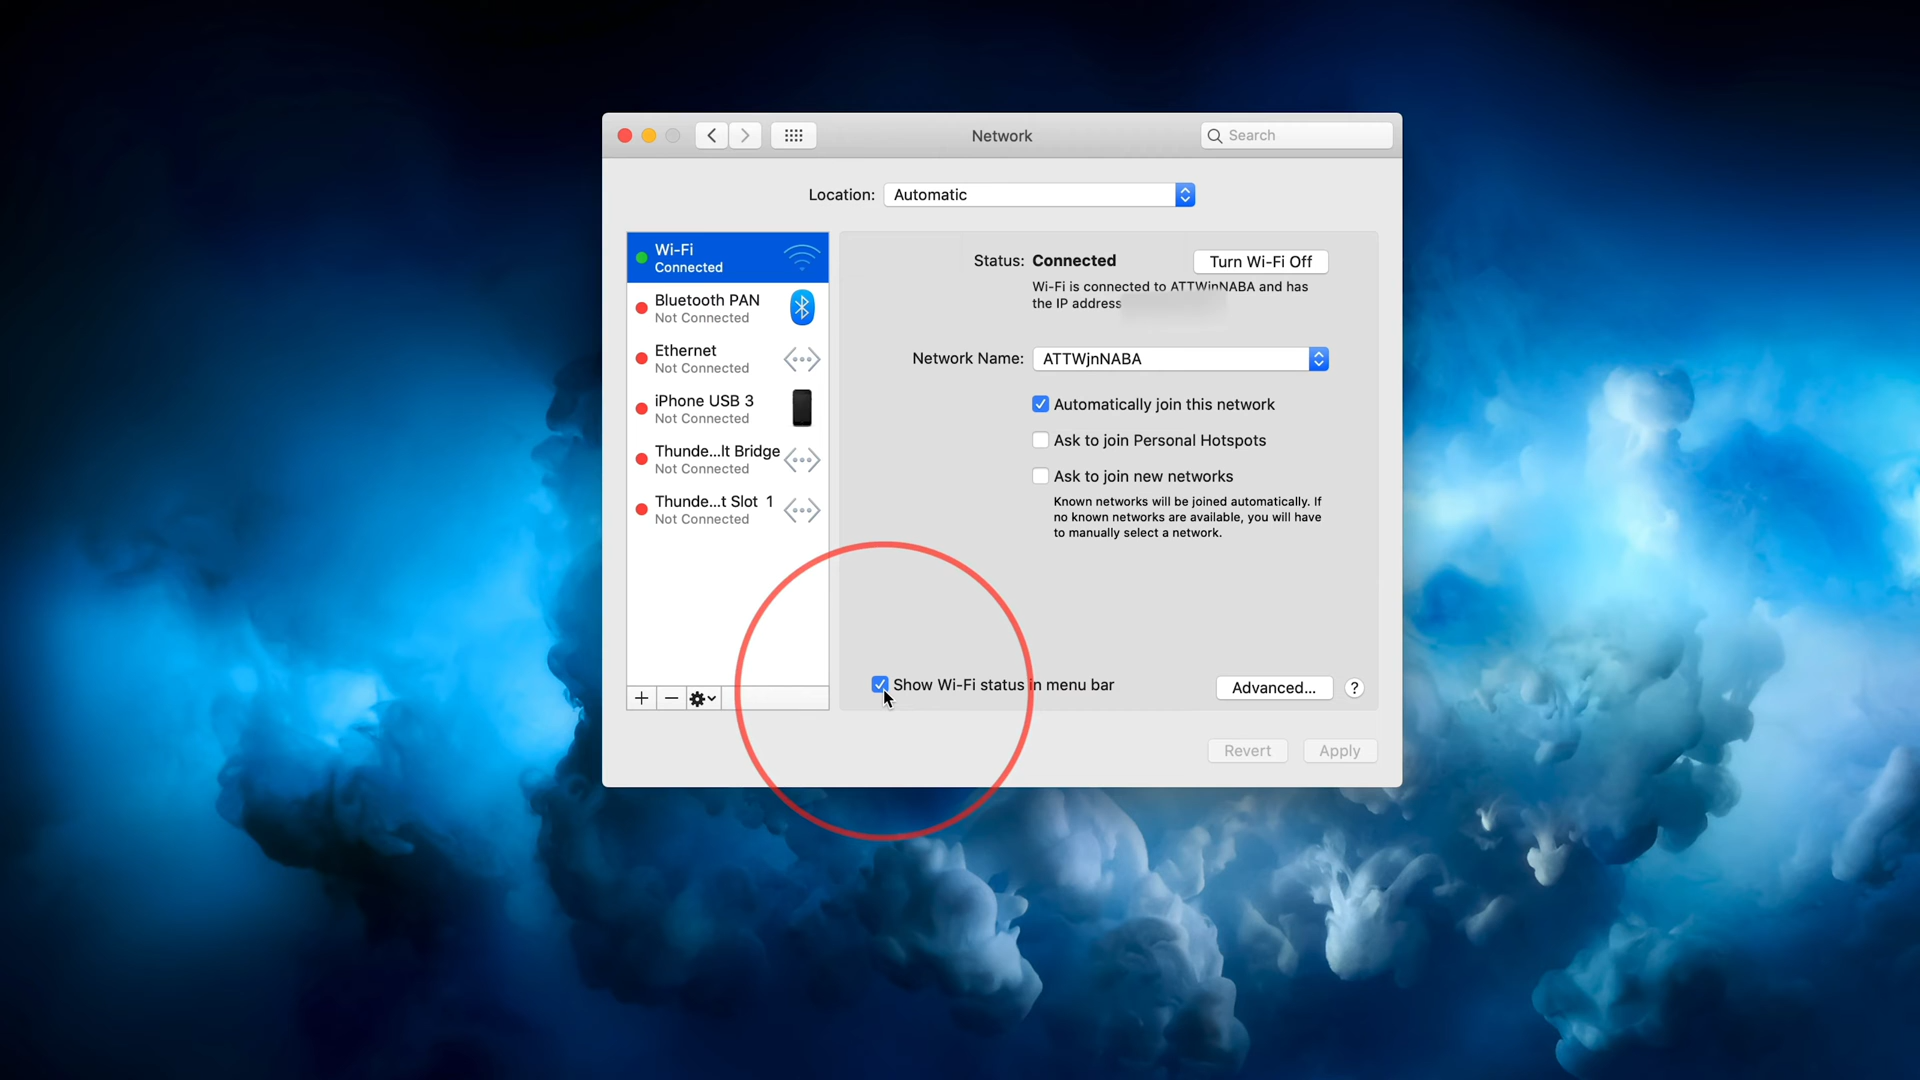 Network
Search
Location: Automatic
Wi-Fi
Connected
Bluetooth PAN
Not Connected
Ethernet
Not Connected
iPhone USB 3
Not Connected
Thunde...lt Bridge
Not Connected
Thunde...t Slot 1
Not Connected
Status: Connected
Turn Wi-Fi Off
Wi-Fi is connected to ATTWjnNABA and has
the IP address
Network Name: ATTWjnNABA
Automatically join this network
Ask to join Personal Hotspots
Ask to join new networks
Known networks will be joined automatically. If
no known networks are available, you will have
to manually select a network.
Show Wi-Fi status in menu bar
Advanced...
?
Revert
Apply